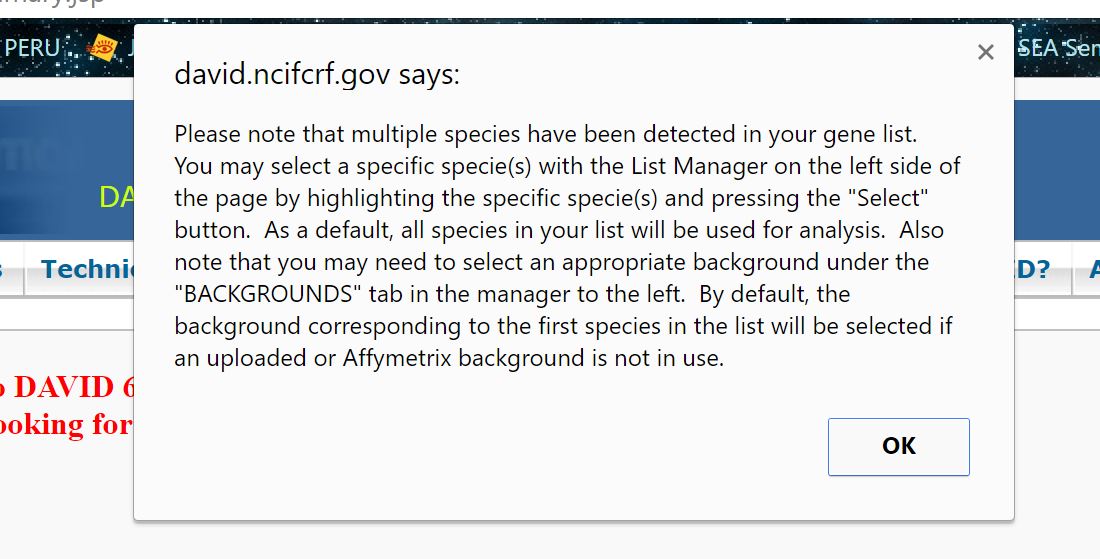 PERU
SEA Sem
david.ncifcrf.gov says:
Please note that multiple species have been detected in your gene list.
You may select a specific specie(s) with the List Manager on the left side of
the page by highlighting the specific specie(s) and pressing the "Select"
button.  As a default, all species in your list will be used for analysis.  Also
note that you may need to select an appropriate background under the
"BACKGROUNDS" tab in the manager to the left.  By default, the
background corresponding to the first species in the list will be selected if
an uploaded or Affymetrix background is not in use.
OK
DA
Techni
D?
DAVID 6
ooking for